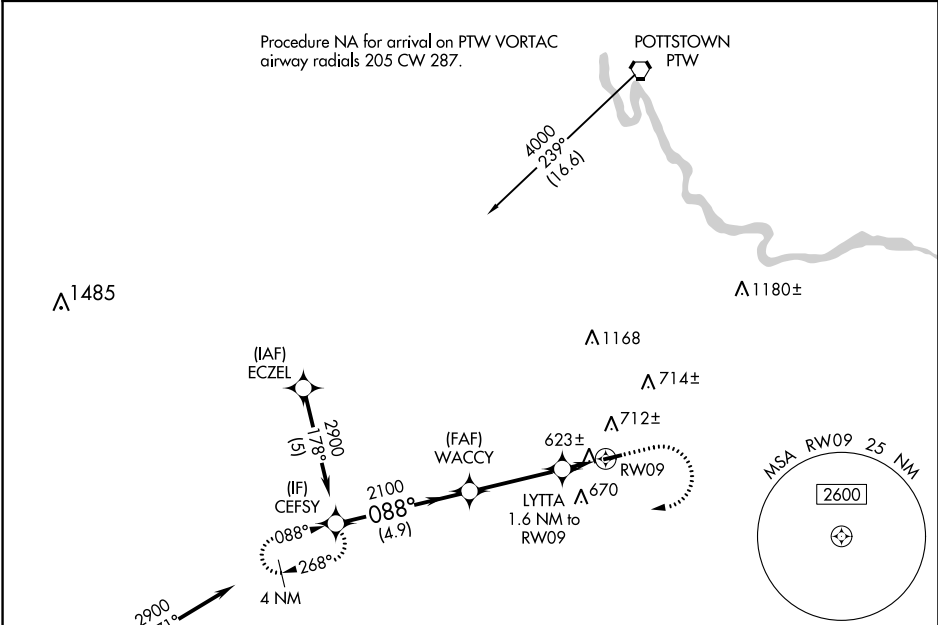 Procedure NA for arrival on PTW VORTAC
airway radials 205 CW 287.
POTTSTOWN
PTW
4000
239°
(16.6)
1485
1180±
1168
(IAF)
ECZEL
714±
2900
178°
(5)
712±
(FAF)
WACCY
623±
RW09
MSA RW09 25 NM
2600
(IF)
CEFSY
2100
088°
(4.9)
LYTTA
1.6 NM to
RW09
670
088°
268°
4 NM
2900